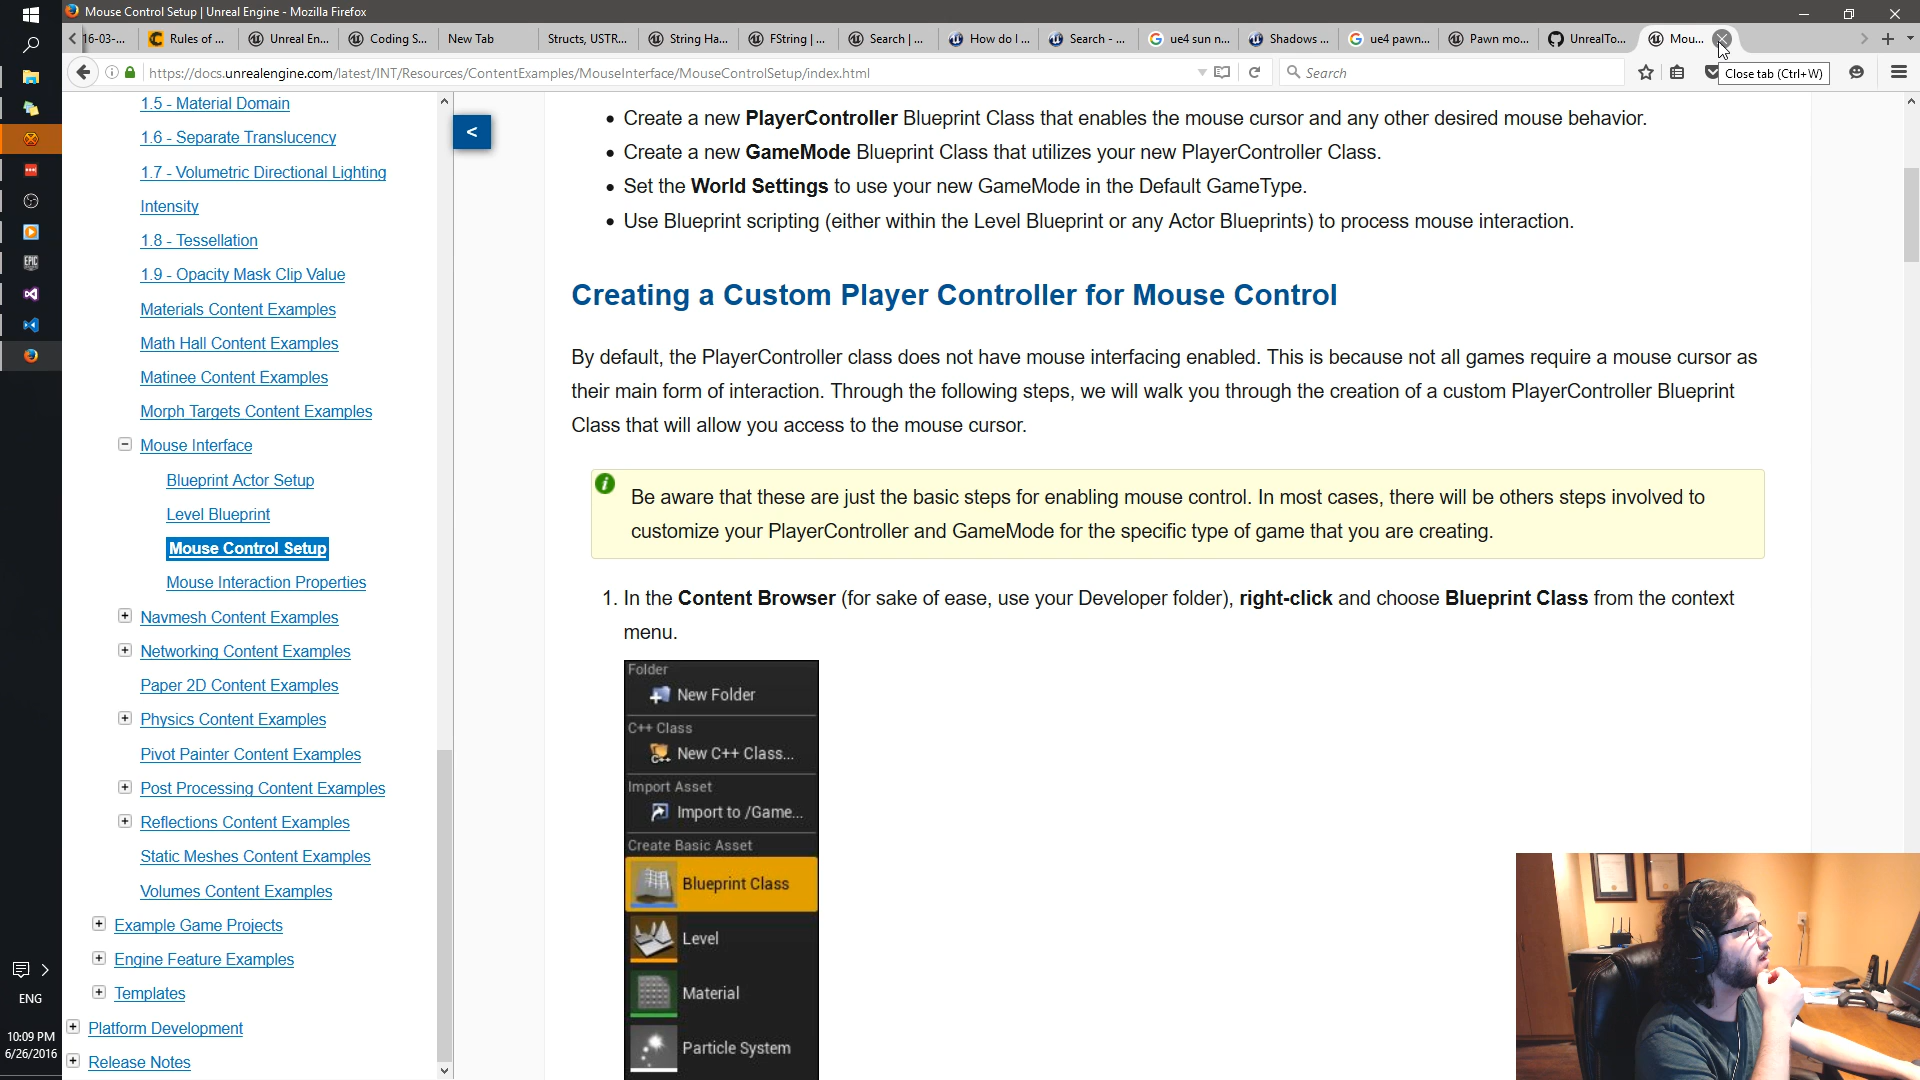 Mouse Control Setup | Unreal Engine - Mozilla Firefox
16-03-...
Rules of ...
Unreal En...
Coding S...
New Tab
Structs, USTR...
String Ha...
FString | ...
Search | ...
How do I ...
Search - ...
ue4 sun n...
Shadows ...
ue4 pawn...
Pawn mo...
UnrealTo...
Mou...
https://docs.unrealengine.com/latest/INT/Resources/ContentExamples/MouseInterface/MouseControlSetup/index.html
Search
Close tab (Ctrl+W)
1.5 - Material Domain
1.6 - Separate Translucency
1.7 - Volumetric Directional Lighting
Intensity
1.8 - Tessellation
1.9 - Opacity Mask Clip Value
Materials Content Examples
Math Hall Content Examples
Matinee Content Examples
Morph Targets Content Examples
Mouse Interface
Blueprint Actor Setup
Level Blueprint
Mouse Control Setup
Mouse Interaction Properties
Navmesh Content Examples
Networking Content Examples
Paper 2D Content Examples
Physics Content Examples
Pivot Painter Content Examples
Post Processing Content Examples
Reflections Content Examples
Static Meshes Content Examples
Volumes Content Examples
Example Game Projects
Engine Feature Examples
Templates
Platform Development
Release Notes
<
• Create a new PlayerController Blueprint Class that enables the mouse cursor and any other desired mouse behavior.
• Create a new GameMode Blueprint Class that utilizes your new PlayerController Class.
• Set the World Settings to use your new GameMode in the Default GameType.
• Use Blueprint scripting (either within the Level Blueprint or any Actor Blueprints) to process mouse interaction.
Creating a Custom Player Controller for Mouse Control
By default, the PlayerController class does not have mouse interfacing enabled. This is because not all games require a mouse cursor as
their main form of interaction. Through the following steps, we will walk you through the creation of a custom PlayerController Blueprint
Class that will allow you access to the mouse cursor.
Be aware that these are just the basic steps for enabling mouse control. In most cases, there will be others steps involved to
customize your PlayerController and GameMode for the specific type of game that you are creating.
1. In the Content Browser (for sake of ease, use your Developer folder), right-click and choose Blueprint Class from the context
menu.
Folder
New Folder
C++ Class
New C++ Class...
Import Asset
Import to /Game...
Create Basic Asset
Blueprint Class
Level
Material
Particle System
EPIC
ENG
10:09 PM
6/26/2016